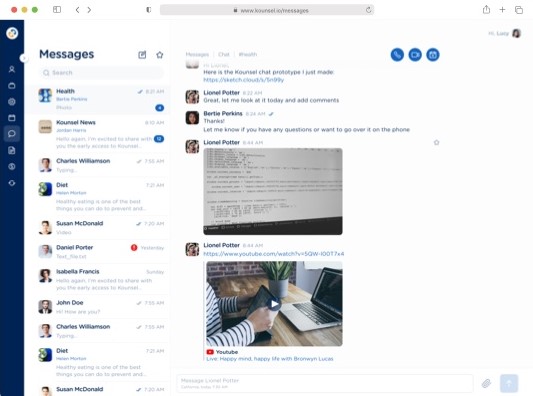 www.kounsel.io/messages
Hi, Lucy
Messages
Search
Health
8:21 AM
Bertie Perkins
Photo
4
Kounsel News
8:10 AM
Jordan Harris
Hello again, I'm excited to share with
you the early access to Kounsel...
12
Charles Williamson
7:55 AM
Typing...
Diet
7:21 AM
Helen Morton
Healthy eating is one of the best
things you can do to prevent and...
Susan McDonald
7:20 AM
Video
Daniel Porter
Yesterday
Text_file.txt
Isabella Francis
Sunday
Hello again, I'm excited to share with
you the early access to Kounsel...
John Doe
7:55 AM
Hi! How are you?
Charles Williamson
7:55 AM
Typing...
Diet
7:21 AM
Helen Morton
Healthy eating is one of the best
things you can do to prevent and...
Susan McDonald
7:20 AM
Messages | Chat | #Health
Here is the Kounsel chat prototype I just made
https://sketch.cloud/s/5n99y
Lionel Potter 8:22 AM
Great, let me look at it today and add comments
Bertie Perkins 8:26 AM
Thanks!
Let me know if you have any questions or want to go over it on the phone
Lionel Potter 8:44 AM
Lionel Potter 8:44 AM
https://www.youtube.com/watch?v=5QW-I00T7x4
Youtube
Live: Happy mind, happy life with Bronwyn Lucas
Message Lionel Potter